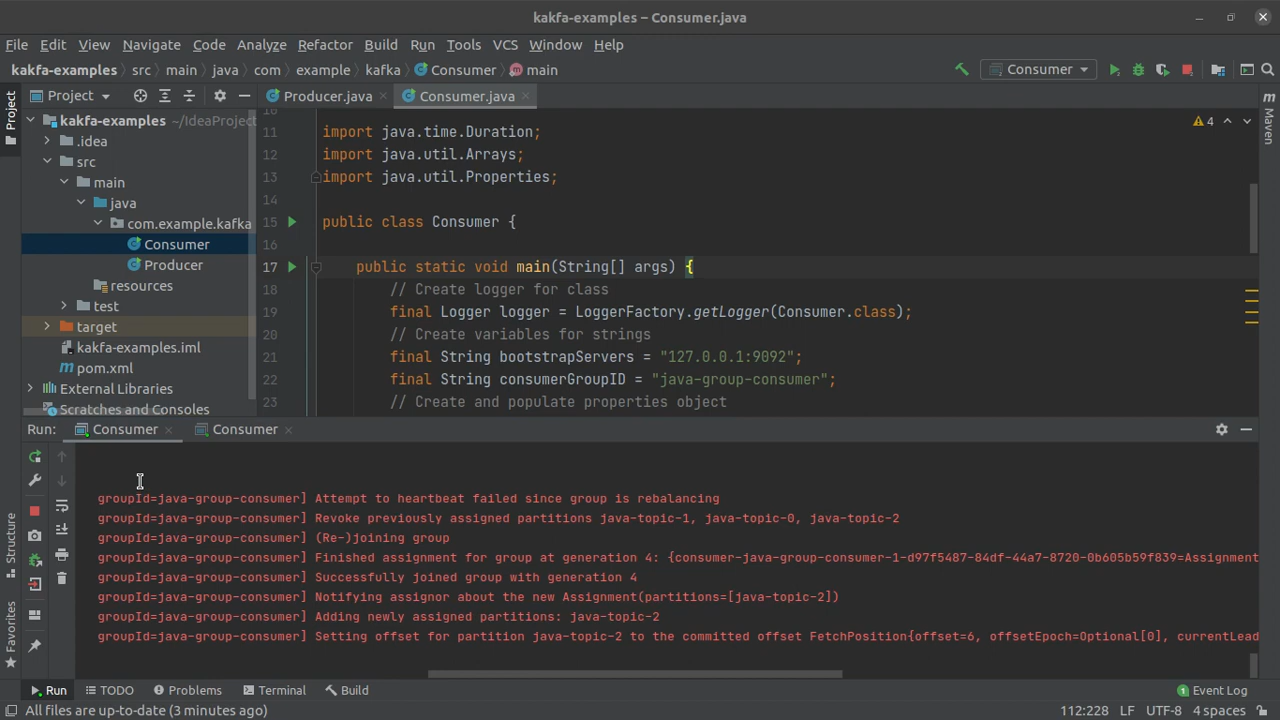 kakfa-examples – Consumer.java
File Edit View Navigate Code Analyze Refactor Build Run Tools VCS Window Help
kakfa-examples src main java com example kafka Consumer main Consumer
Project Producer.java Consumer.java
Project
Maven
kakfa-examples ~/IdeaProject
.idea
src
main
java
com.example.kafka
Consumer
Producer
resources
test
target
kakfa-examples.iml
pom.xml
External Libraries
Scratches and Consoles
4
10
11 import java.time.Duration;
12 import java.util.Arrays;
13 import java.util.Properties;
14
15 public class Consumer {
16
17 public static void main(String[] args) {
18 // Create logger for class
19 final Logger logger = LoggerFactory.getLogger(Consumer.class);
20 // Create variables for strings
21 final String bootstrapServers = "127.0.0.1:9092";
22 final String consumerGroupID = "java-group-consumer";
23 // Create and populate properties object
Run: Consumer Consumer
groupId=java-group-consumer] Attempt to heartbeat failed since group is rebalancing
groupId=java-group-consumer] Revoke previously assigned partitions java-topic-1, java-topic-0, java-topic-2
groupId=java-group-consumer] (Re-)joining group
groupId=java-group-consumer] Finished assignment for group at generation 4: {consumer-java-group-consumer-1-d97f5487-84df-44a7-8720-0b605b59f839=Assignment
groupId=java-group-consumer] Successfully joined group with generation 4
groupId=java-group-consumer] Notifying assignor about the new Assignment(partitions=[java-topic-2])
groupId=java-group-consumer] Adding newly assigned partitions: java-topic-2
groupId=java-group-consumer] Setting offset for partition java-topic-2 to the committed offset FetchPosition{offset=6, offsetEpoch=Optional[0], currentLead
Structure
Favorites
Run TODO Problems Terminal Build 1 Event Log
All files are up-to-date (3 minutes ago) 112:228 LF UTF-8 4 spaces